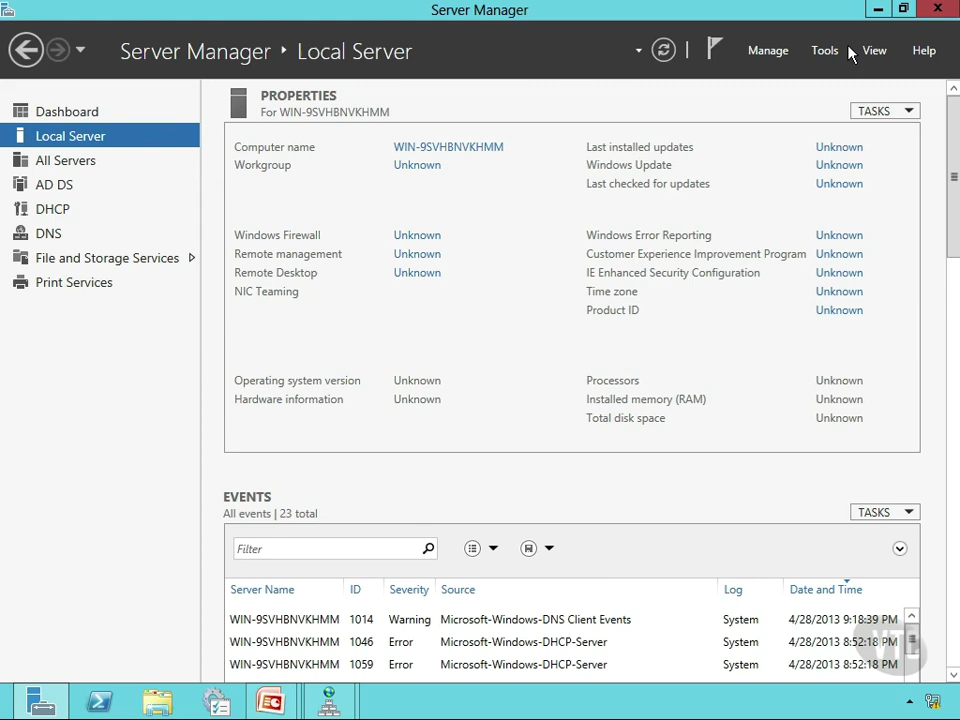 Server Manager
Server Manager ‣ Local Server
Manage Tools View Help
Dashboard
Local Server
All Servers
AD DS
DHCP
DNS
File and Storage Services
Print Services
PROPERTIES
For WIN-9SVHBNVKHMM
TASKS
Computer name WIN-9SVHBNVKHMM Last installed updates Unknown
Workgroup Unknown Windows Update Unknown
Last checked for updates Unknown
Windows Firewall Unknown Windows Error Reporting Unknown
Remote management Unknown Customer Experience Improvement Program Unknown
Remote Desktop Unknown IE Enhanced Security Configuration Unknown
NIC Teaming Time zone Unknown
Product ID Unknown
Operating system version Unknown Processors Unknown
Hardware information Unknown Installed memory (RAM) Unknown
Total disk space Unknown
EVENTS
All events | 23 total
TASKS
Filter
Server Name ID Severity Source Log Date and Time
WIN-9SVHBNVKHMM 1014 Warning Microsoft-Windows-DNS Client Events System 4/28/2013 9:18:39 PM
WIN-9SVHBNVKHMM 1046 Error Microsoft-Windows-DHCP-Server System 4/28/2013 8:52:18 PM
WIN-9SVHBNVKHMM 1059 Error Microsoft-Windows-DHCP-Server System 4/28/2013 8:52:18 PM
VTC